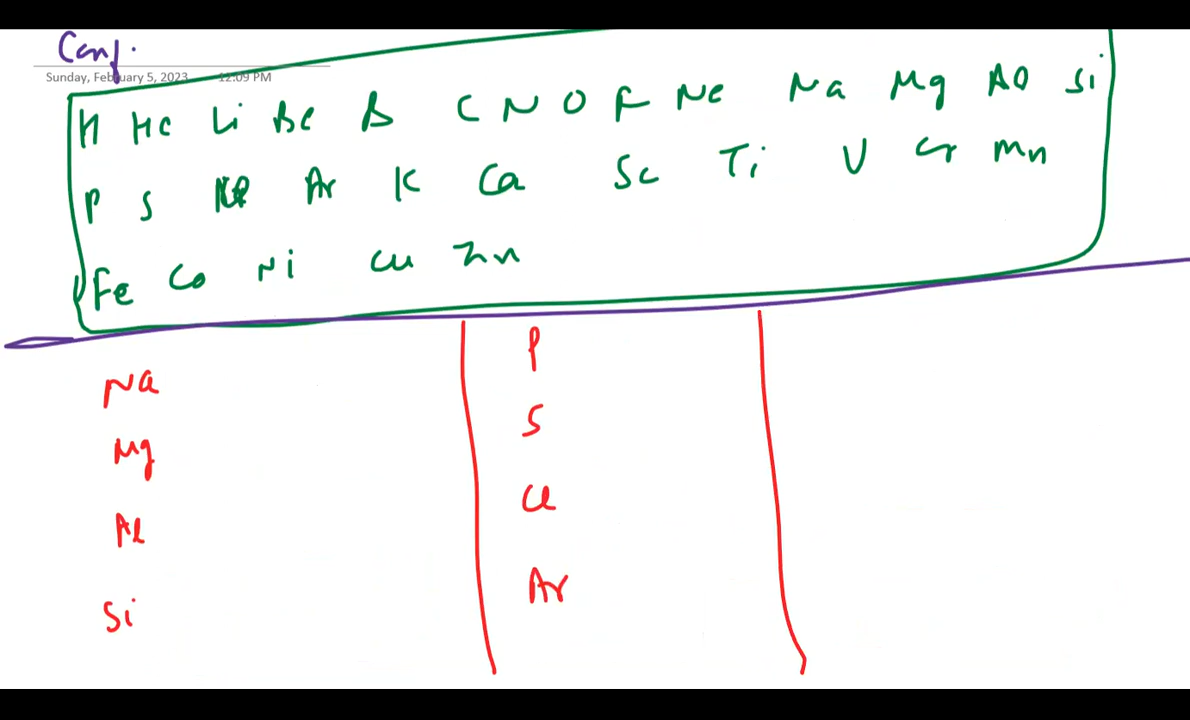 Conf.
Sunday, February 5, 2023 12:09 PM
H He Li Be B C N O F Ne Na Mg Al Si
P S Ar K Ca Sc Ti V Cr Mn
Fe Co Ni Cu Zn
Na
Mg
Al
Si
P
S
Cl
Ar